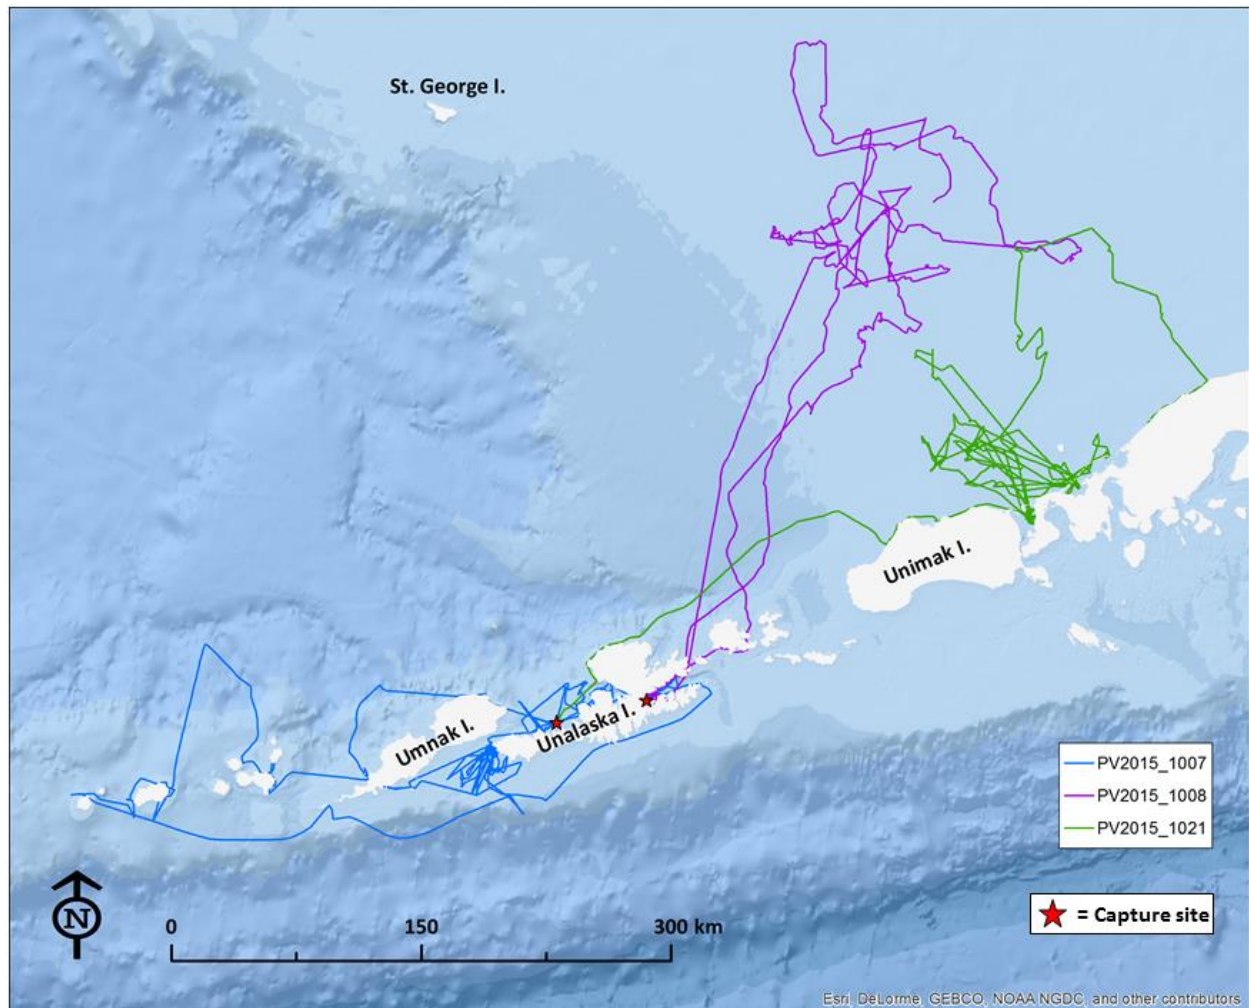 St. George I.
Unimak I.
Umnak I.
Unalaska I.
PV2015_1007
PV2015_1008
PV2015_1021
N
0 150 300 km
= Capture site
Esri, DeLorme, GEBCO, NOAA NGDC, and other contributors